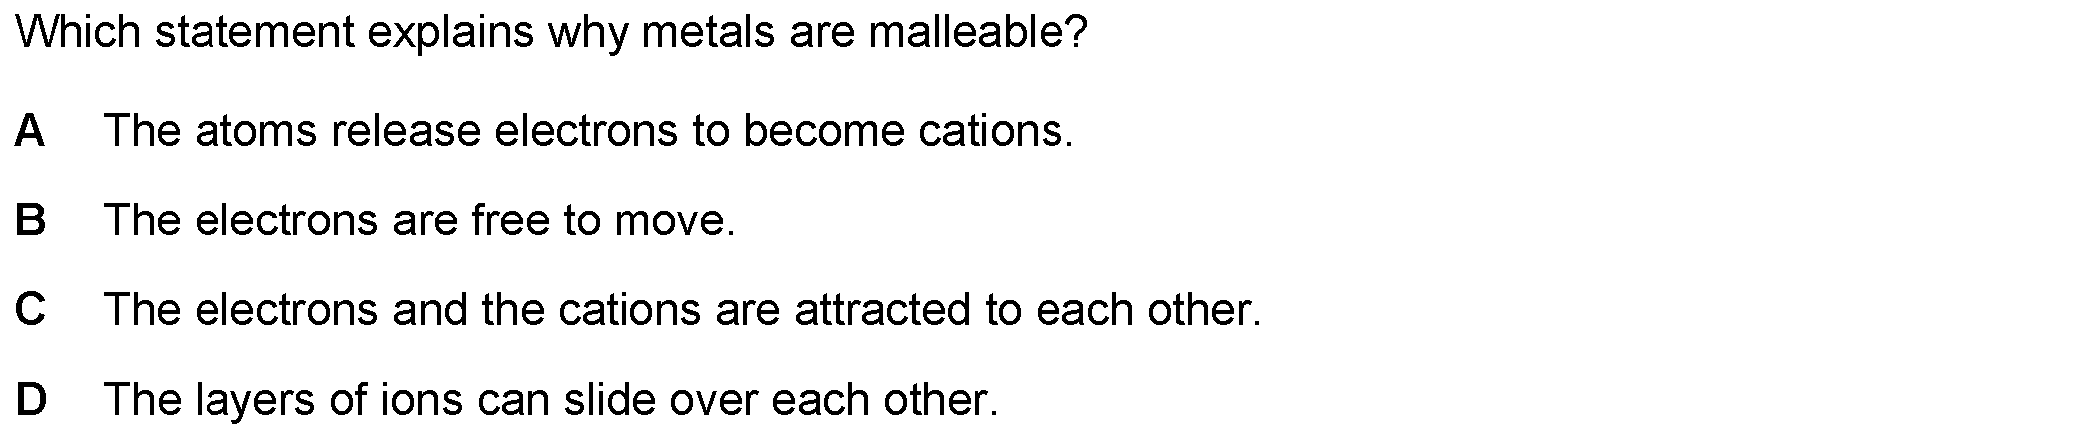 Which statement explains why metals are malleable?
A The atoms release electrons to become cations.
B The electrons are free to move.
C The electrons and the cations are attracted to each other.
D The layers of ions can slide over each other.